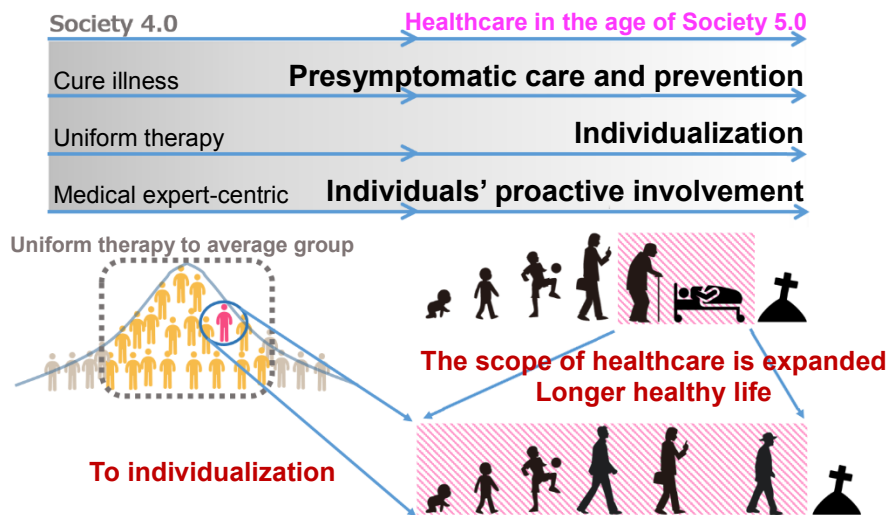 Society 4.0
Healthcare in the age of Society 5.0
Cure illness
Presymptomatic care and prevention
Uniform therapy
Individualization
Medical expert-centric
Individuals’ proactive involvement
Uniform therapy to average group
The scope of healthcare is expanded
Longer healthy life
To individualization